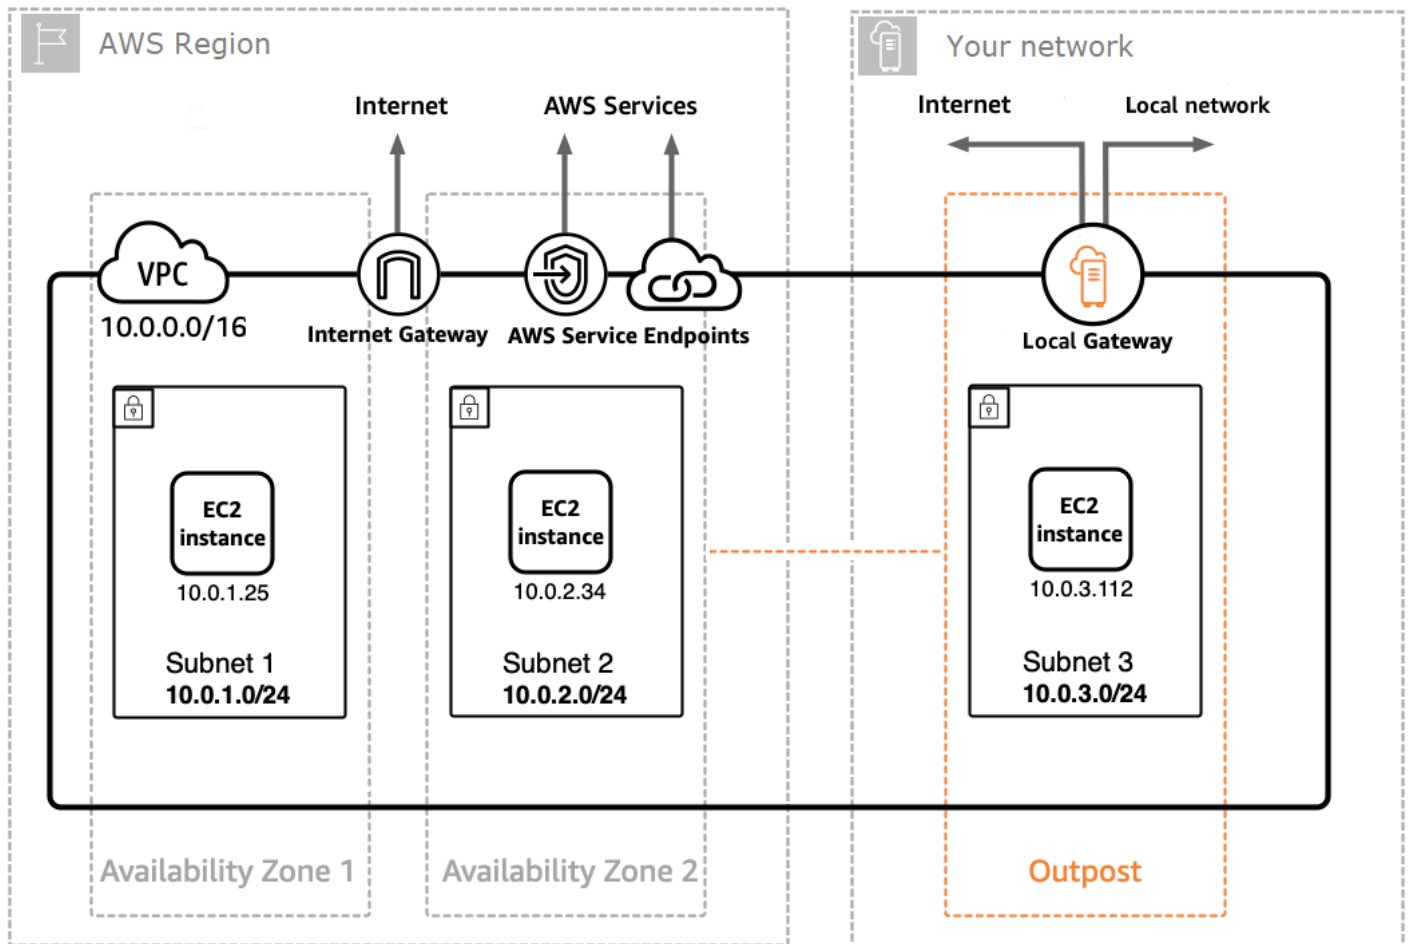 AWS Region
Your network
Internet
AWS Services
Internet
Local network
VPC
10.0.0.0/16
Internet Gateway
AWS Service Endpoints
Local Gateway
EC2
instance
10.0.1.25
Subnet 1
10.0.1.0/24
EC2
instance
10.0.2.34
Subnet 2
10.0.2.0/24
EC2
instance
10.0.3.112
Subnet 3
10.0.3.0/24
Availability Zone 1
Availability Zone 2
Outpost